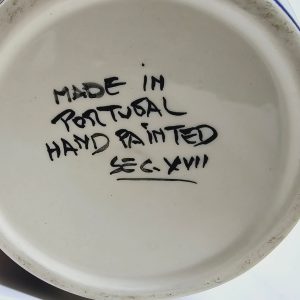 MADE IN
PORTUGAL
HAND PAINTED
SEC. XVII